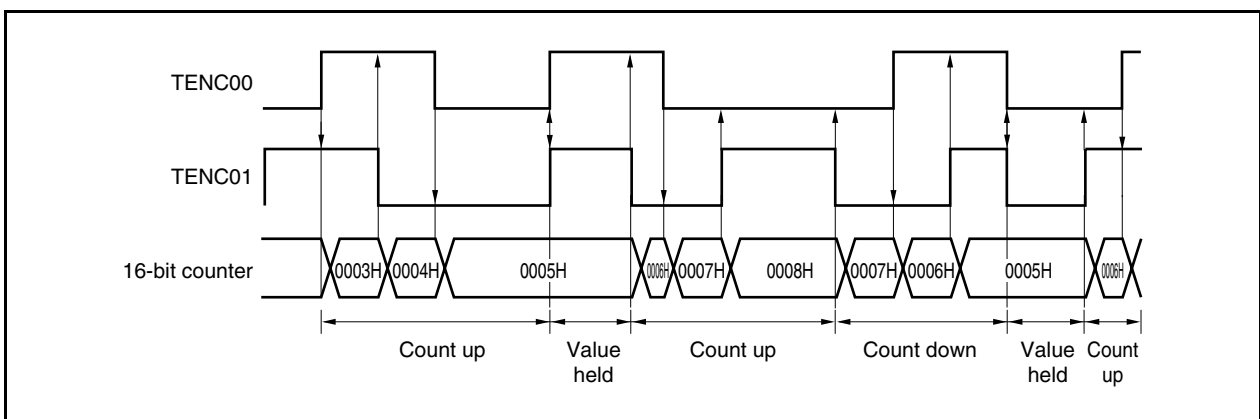 TENC00
TENC01
16-bit counter
0003H 0004H 0005H 0006H 0007H 0008H 0007H 0006H 0005H 0006H
Count up Value held Count up Count down Value held Count up